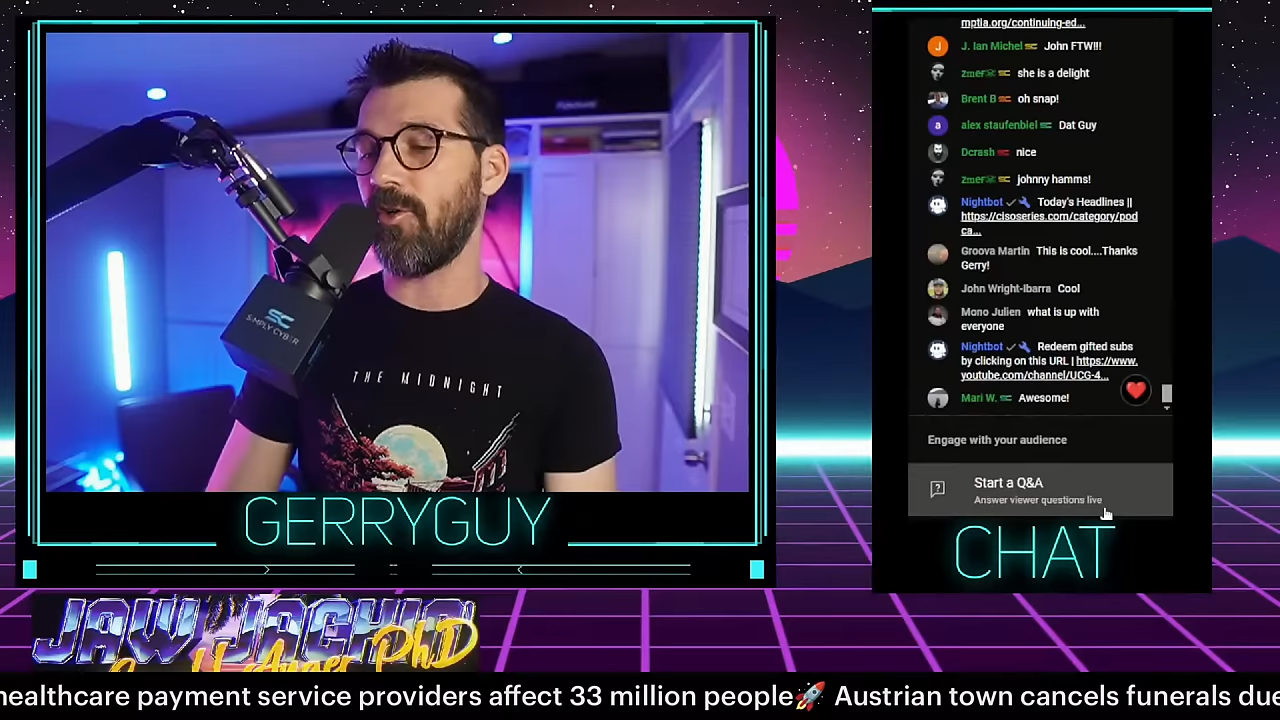 mptia.org/continuing-ed...
J. Ian Michel John FTW!!!
zmer she is a delight
Brent B oh snap!
alex staufenbiel Dat Guy
Dcrash nice
zmer johnny hamms!
Nightbot Today's Headlines ||
https://cisoseries.com/category/pod
ca...
Groova Martin This is cool....Thanks
Gerry!
John Wright-Ibarra Cool
Mono Julien what is up with
everyone
Nightbot Redeem gifted subs
by clicking on this URL | https://www.
youtube.com/channel/UCG-4...
Mari W. Awesome!
Engage with your audience
Start a Q&A
Answer viewer questions live
CHAT
SC
SIMPLY CYBER
THE MIDNIGHT
GERRYGUY
JAW JACKIN'
PhD
healthcare payment service providers affect 33 million people🚀 Austrian town cancels funerals due